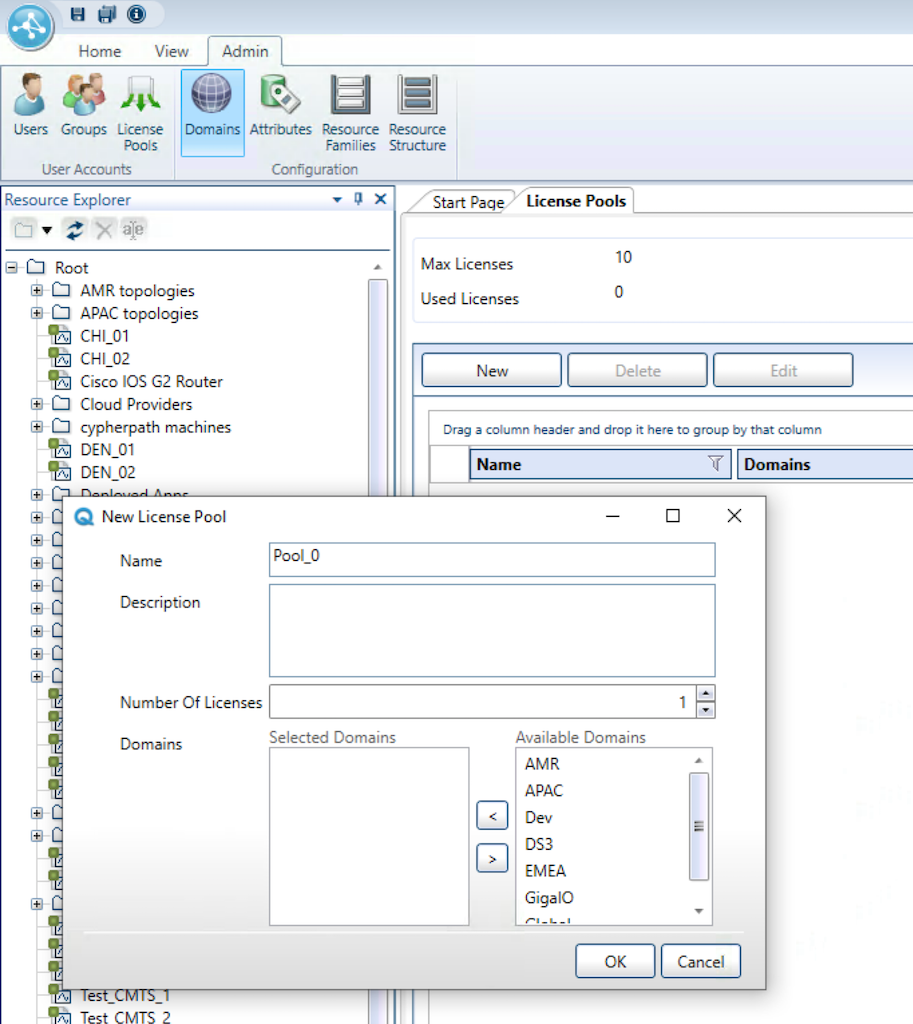 Home View Admin
Users Groups License Pools Domains Attributes Resource Families Resource Structure
User Accounts Configuration
Resource Explorer
Start Page License Pools
Root
AMR topologies
APAC topologies
CHI_01
CHI_02
Cisco IOS G2 Router
Cloud Providers
cypherpath machines
DEN_01
DEN_02
Deployed Apps
Test_CMTS_1
Test_CMTS_2
Max Licenses 10
Used Licenses 0
New Delete Edit
Drag a column header and drop it here to group by that column
Name Domains
New License Pool
Name Pool_0
Description
Number Of Licenses 1
Domains Selected Domains Available Domains
AMR
APAC
Dev
DS3
EMEA
GigaIO
Global
< 
>
OK Cancel